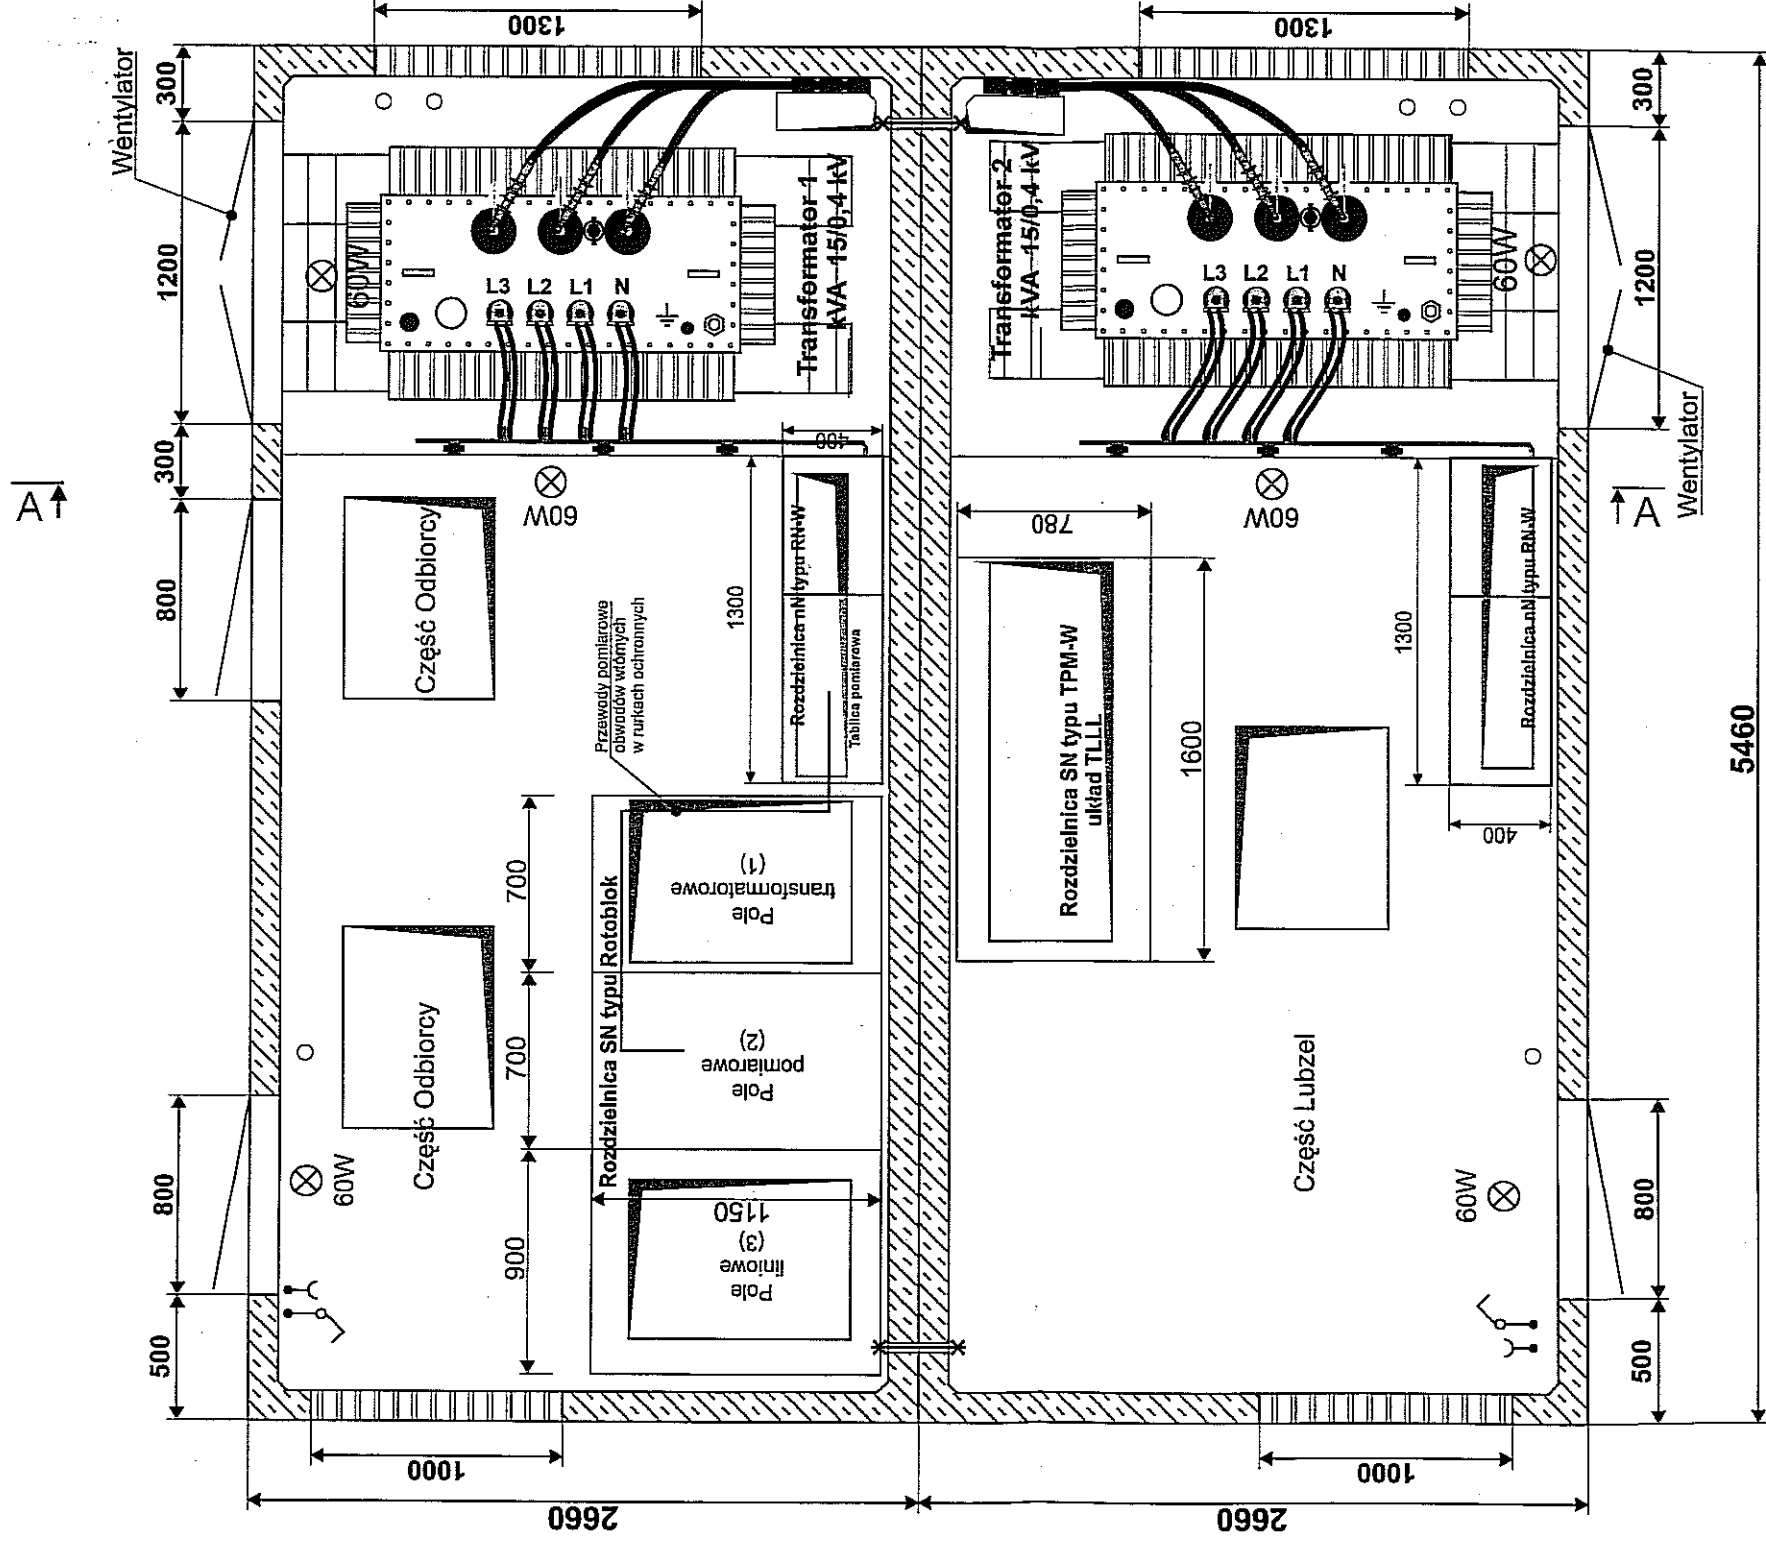 1300
1300
Wentylator
300
1200
300
800
800
500
A
A
300
1200
Wentylator
800
500
5460
60W
L3 L2 L1 N
Transformator 1
kVA 15/0,4 kV
Transformator 2
kVA 15/0,4 kV
L3 L2 L1 N
60W
60W
60W
400
1300
Rozdzielnica nN typu RN-W
Tablica pomiarowa
Przewody pomiarowe
obwodów wtórnych
w rurkach ochronnych
Część Odbiorcy
Część Odbiorcy
780
1600
Rozdzielnica SN typu TPM-W
układ TLLL
1300
Rozdzielnica nN typu RN-W
400
Rozdzielnica SN typu Rotoblok
700
700
900
1150
Pole
transformatorowe
(1)
Pole
pomiarowe
(2)
Pole
liniowe
(3)
60W
Część Lubzel
60W
1000
1000
2660
2660